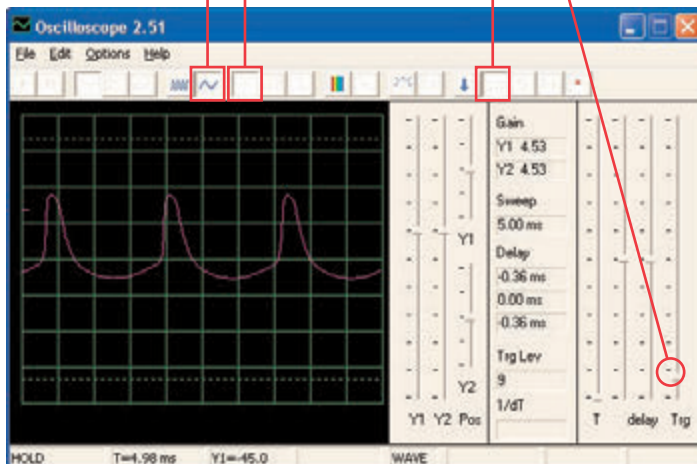 Oscilloscope 2.51
File Edit Options Help
Gain
Y1 4.53
Y2 4.53
Sweep
5.00 ms
Delay
-0.36 ms
0.00 ms
-0.36 ms
Trg Lev
9
1/dT
Y1
Y2
Y1 Y2 Pos
T delay Trg
HOLD T=4.98 ms Y1=-45.0 WAVE